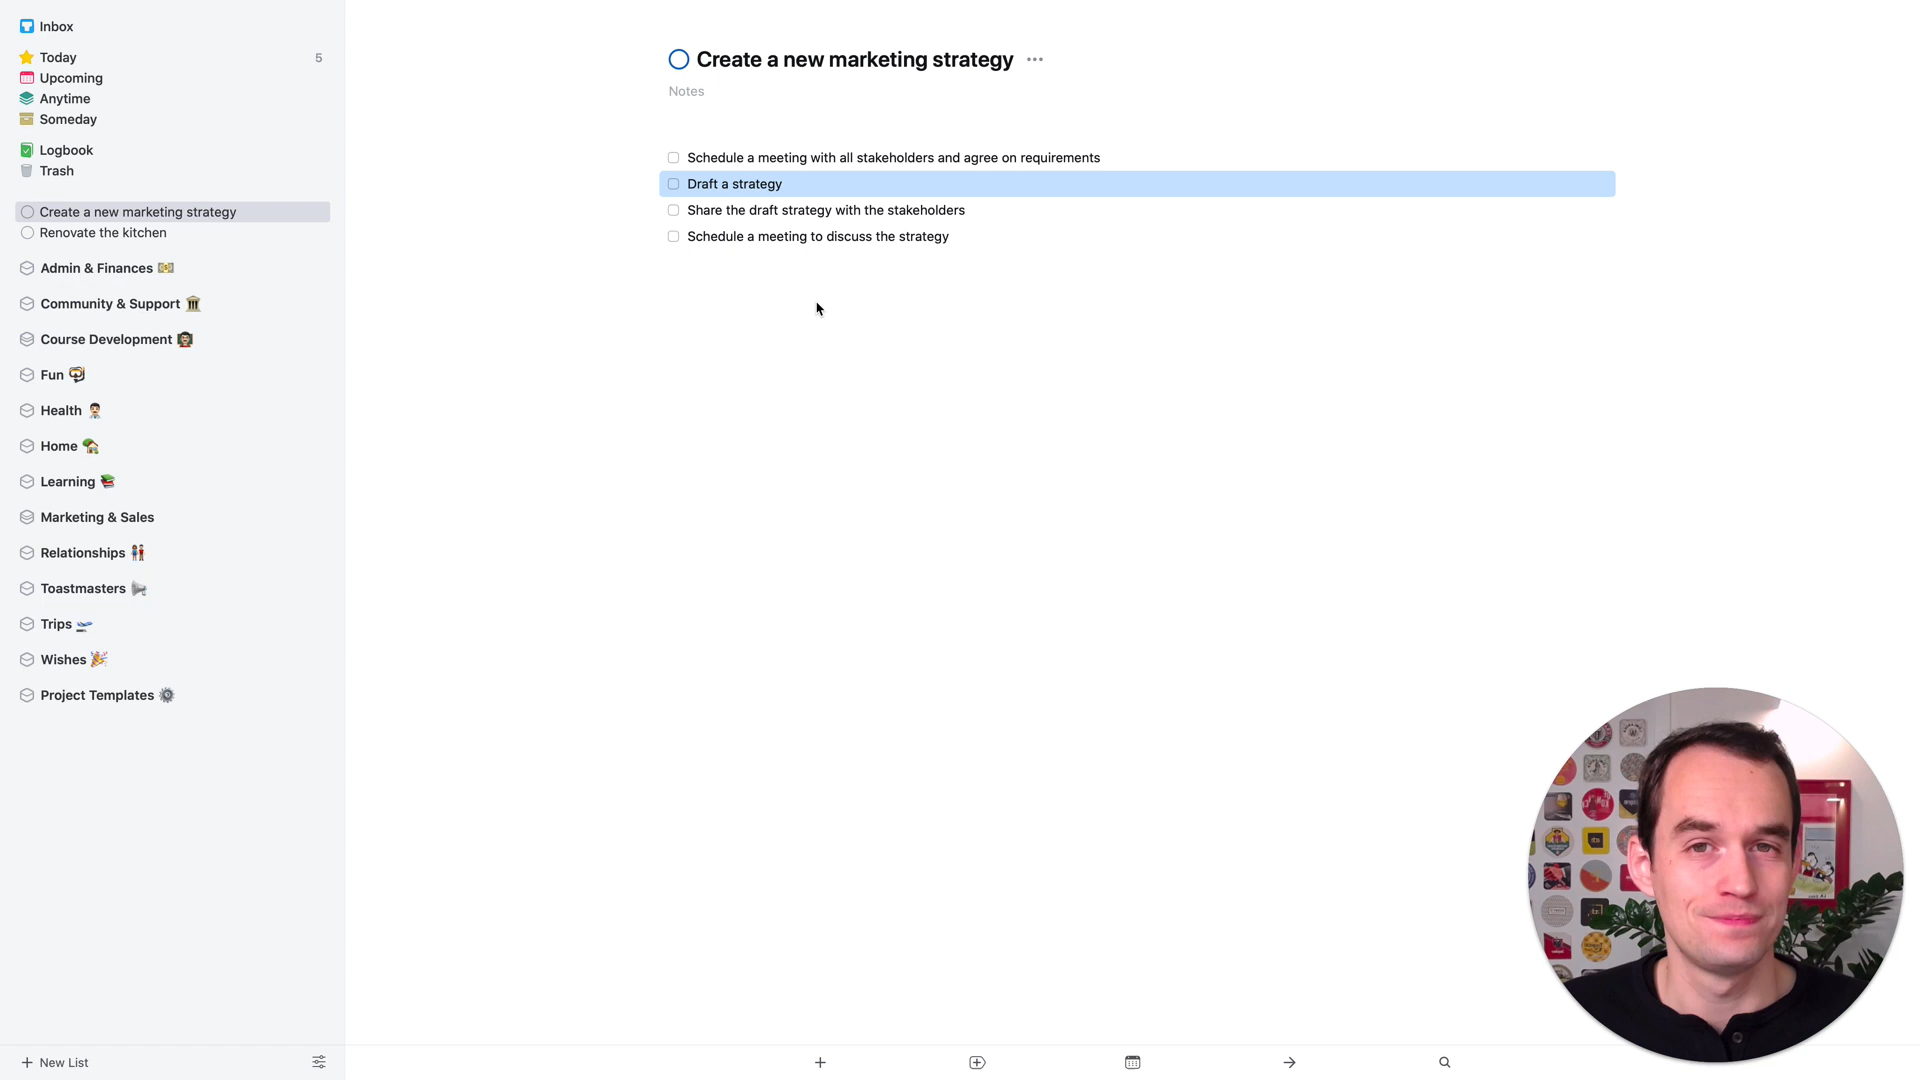 Inbox
Today 5
Upcoming
Anytime
Someday
Logbook
Trash
Create a new marketing strategy
Renovate the kitchen
Admin & Finances
Community & Support
Course Development
Fun
Health
Home
Learning
Marketing & Sales
Relationships
Toastmasters
Trips
Wishes
Project Templates
New List
Create a new marketing strategy
Notes
Schedule a meeting with all stakeholders and agree on requirements
Draft a strategy
Share the draft strategy with the stakeholders
Schedule a meeting to discuss the strategy